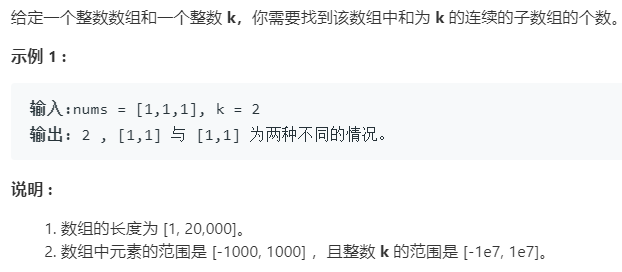 给定一个整数数组和一个整数 k，你需要找到该数组中和为 k 的连续的子数组的个数。
示例 1 :
输入:nums = [1,1,1], k = 2
输出: 2 , [1,1] 与 [1,1] 为两种不同的情况。
说明 :
1. 数组的长度为 [1, 20,000]。
2. 数组中元素的范围是 [-1000, 1000] ，且整数 k 的范围是 [-1e7, 1e7]。